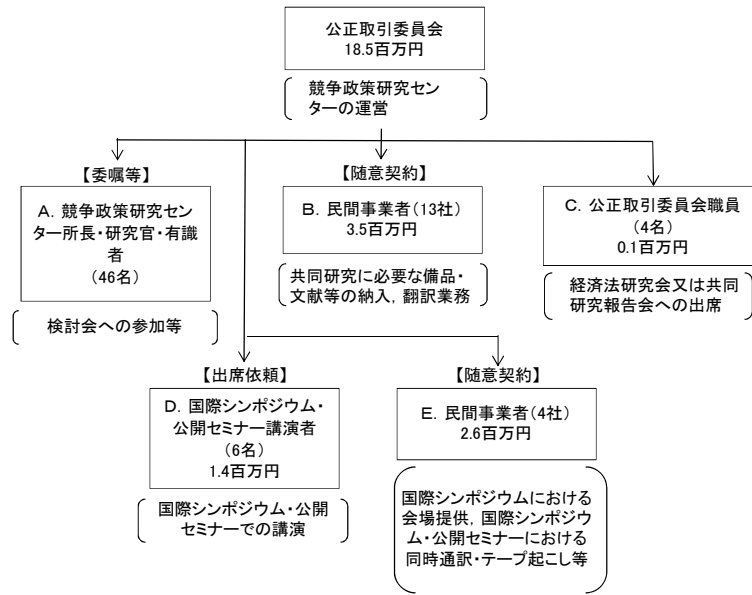 公正取引委員会
18.5百万円
競争政策研究セン
ターの運営
【委嘱等】
A. 競争政策研究セン
ター所長・研究官・有識
者
（46名）
検討会への参加等
【随意契約】
B. 民間事業者（13社）
3.5百万円
共同研究に必要な備品・
文献等の納入，翻訳業務
C. 公正取引委員会職員
（4名）
0.1百万円
経済法研究会又は共同
研究報告会への出席
【出席依頼】
D. 国際シンポジウム・
公開セミナー講演者
（6名）
1.4百万円
国際シンポジウム・公開
セミナーでの講演
【随意契約】
E. 民間事業者（4社）
2.6百万円
国際シンポジウムにおける
会場提供，国際シンポジウ
ム・公開セミナーにおける
同時通訳・テープ起こし等